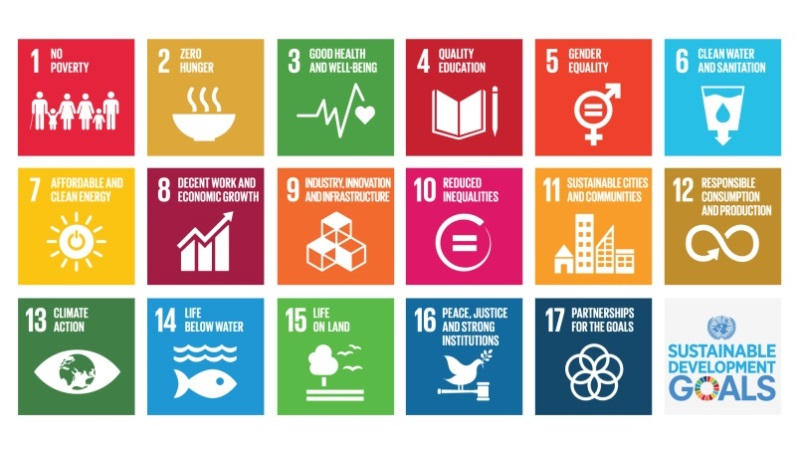 1 NO
POVERTY
2 ZERO
HUNGER
3 GOOD HEALTH
AND WELL-BEING
4 QUALITY
EDUCATION
5 GENDER
EQUALITY
6 CLEAN WATER
AND SANITATION
7 AFFORDABLE AND
CLEAN ENERGY
8 DECENT WORK AND
ECONOMIC GROWTH
9 INDUSTRY, INNOVATION
AND INFRASTRUCTURE
10 REDUCED
INEQUALITIES
11 SUSTAINABLE CITIES
AND COMMUNITIES
12 RESPONSIBLE
CONSUMPTION
AND PRODUCTION
13 CLIMATE
ACTION
14 LIFE
BELOW WATER
15 LIFE
ON LAND
16 PEACE, JUSTICE
AND STRONG
INSTITUTIONS
17 PARTNERSHIPS
FOR THE GOALS
SUSTAINABLE
DEVELOPMENT
GOALS